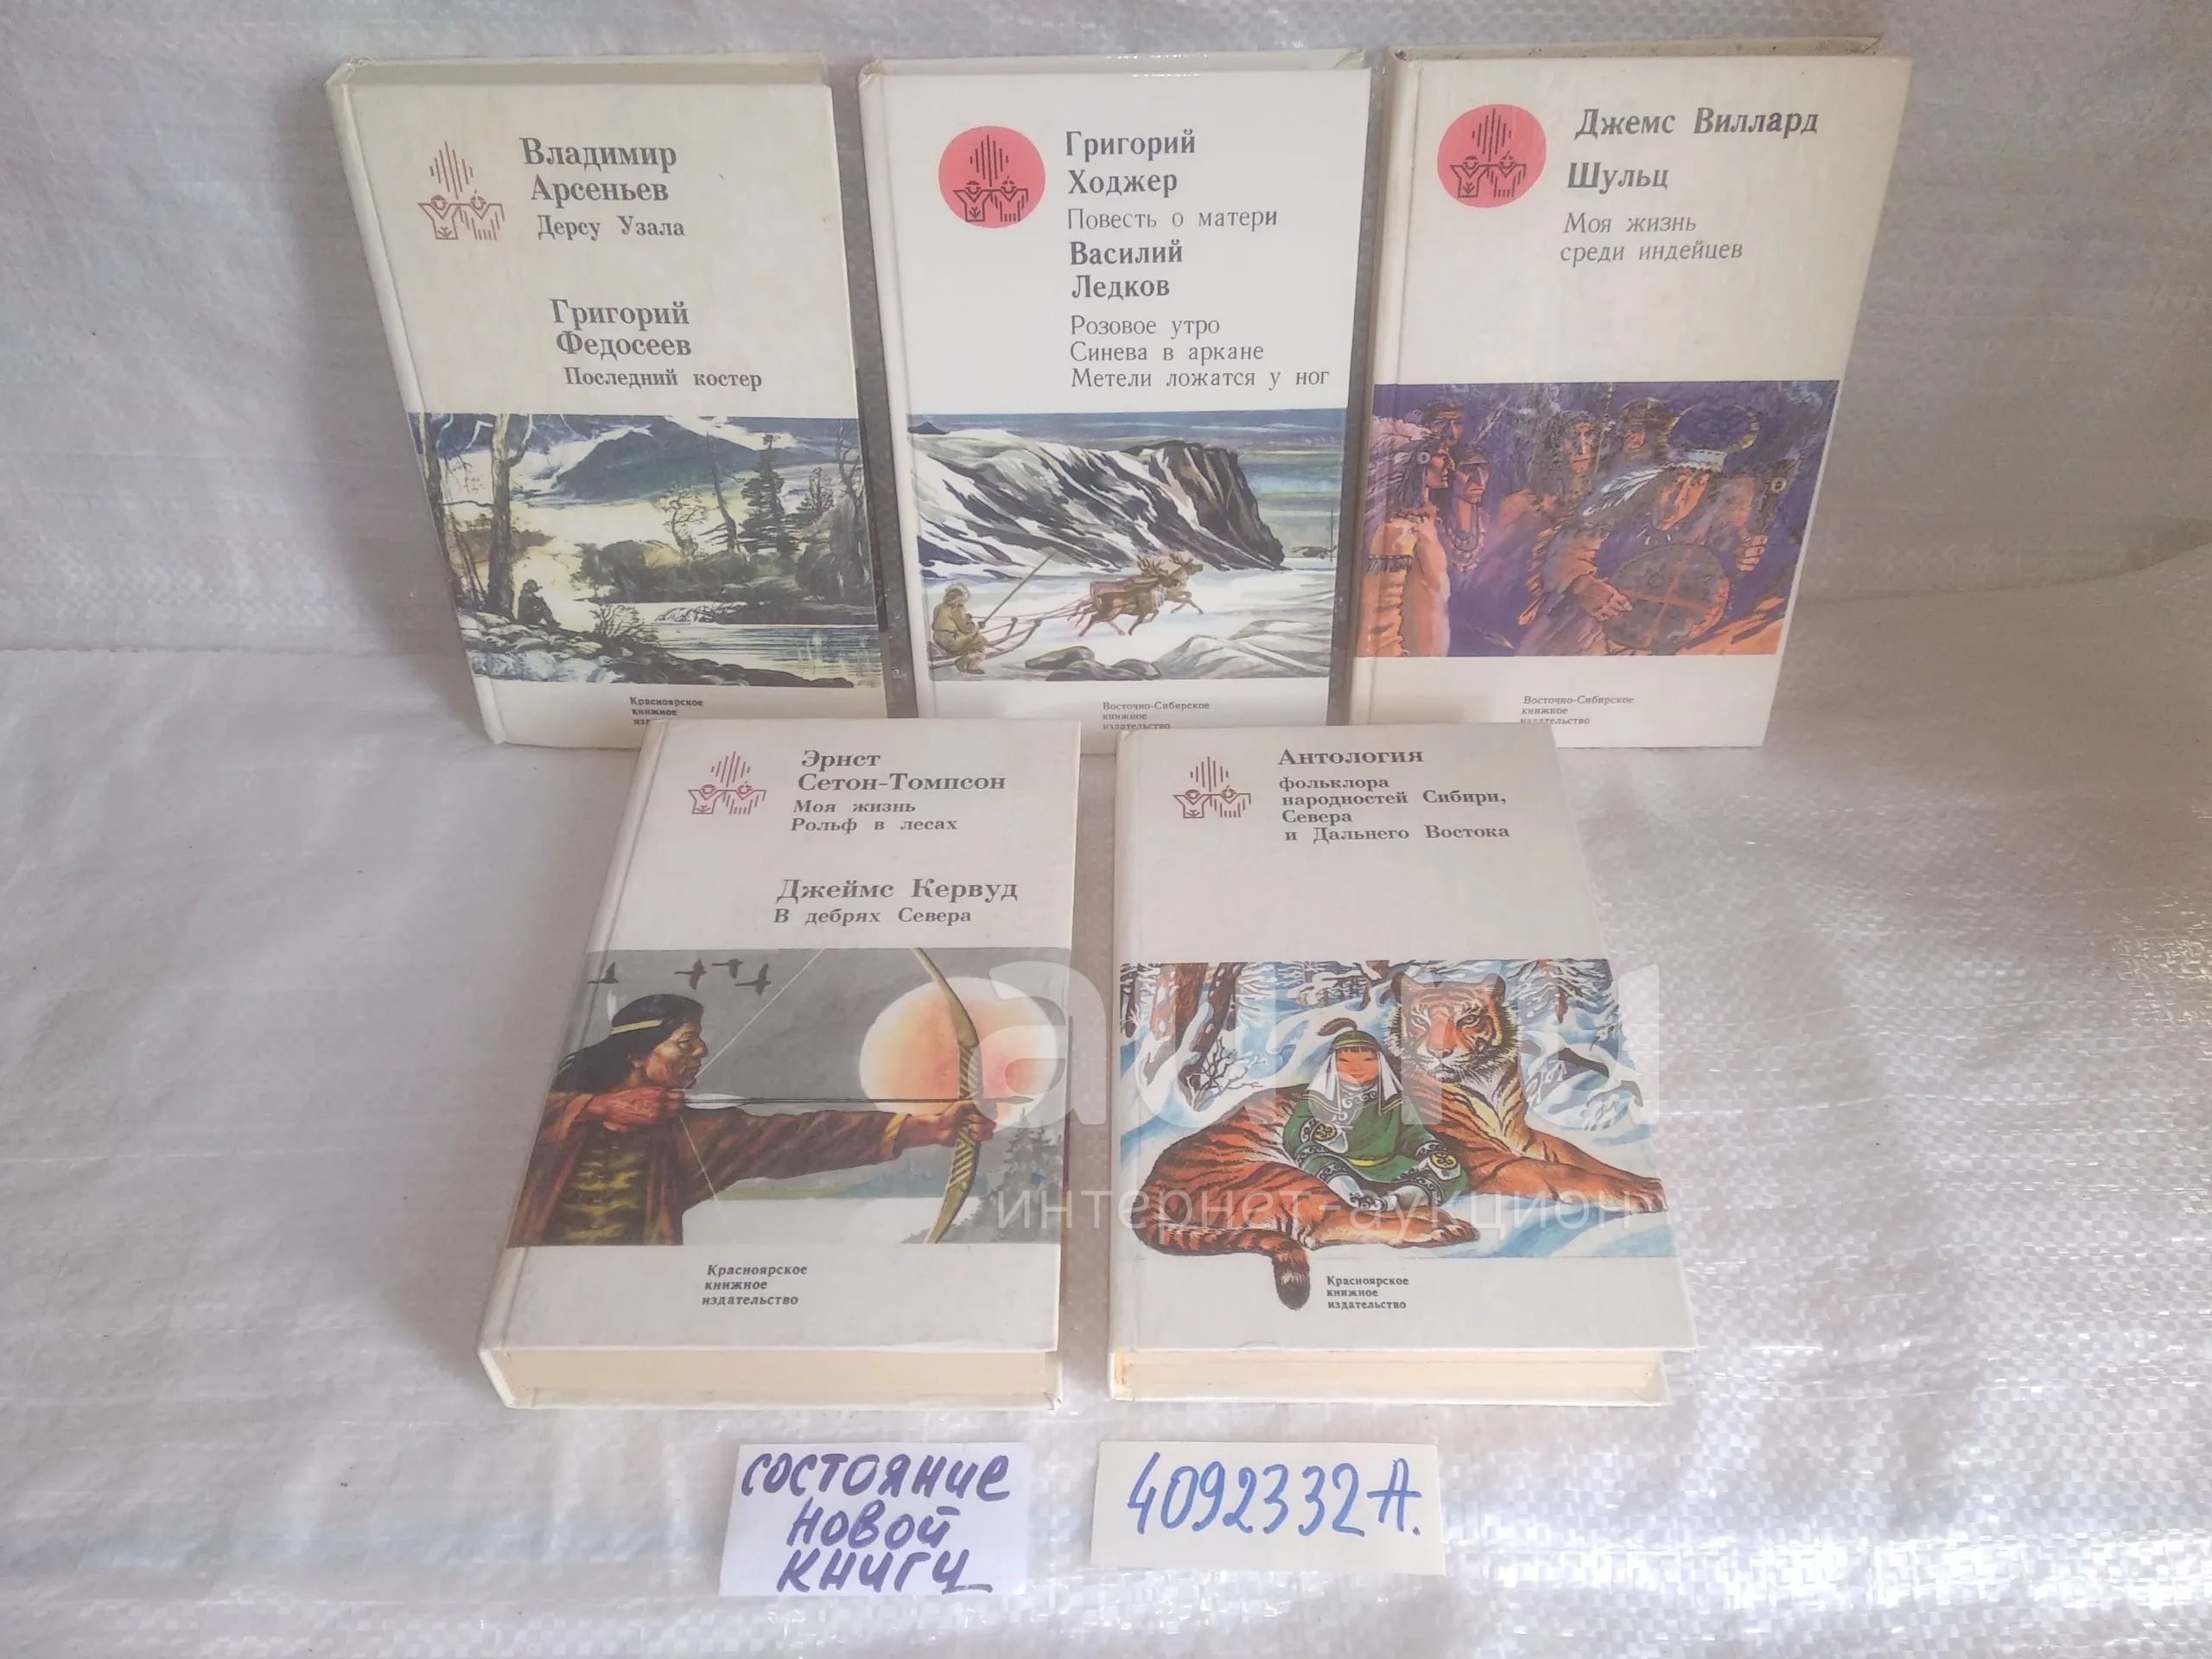 Владимир
Арсеньев
Дерсу Узала
Григорий
Федосеев
Последний костер
Красноярское
книжное
Григорий
Ходжер
Повесть о матери
Василий
Ледков
Розовое утро
Синева в аркане
Метели ложатся у ног
Восточно-Сибирское
книжное
издательство
Джемс Виллард
Шульц
Моя жизнь
среди индейцев
Восточно-Сибирское
книжное
издательство
Эрнст
Сетон-Томпсон
Моя жизнь
Рольф в лесах
Джеймс Кервуд
В дебрях Севера
Красноярское
книжное
издательство
Антология
фольклора
народностей Сибири,
Севера
и Дальнего Востока
Красноярское
книжное
издательство
ау.ru
интернет-аукцион
состояние
новой
книги
4092332А.